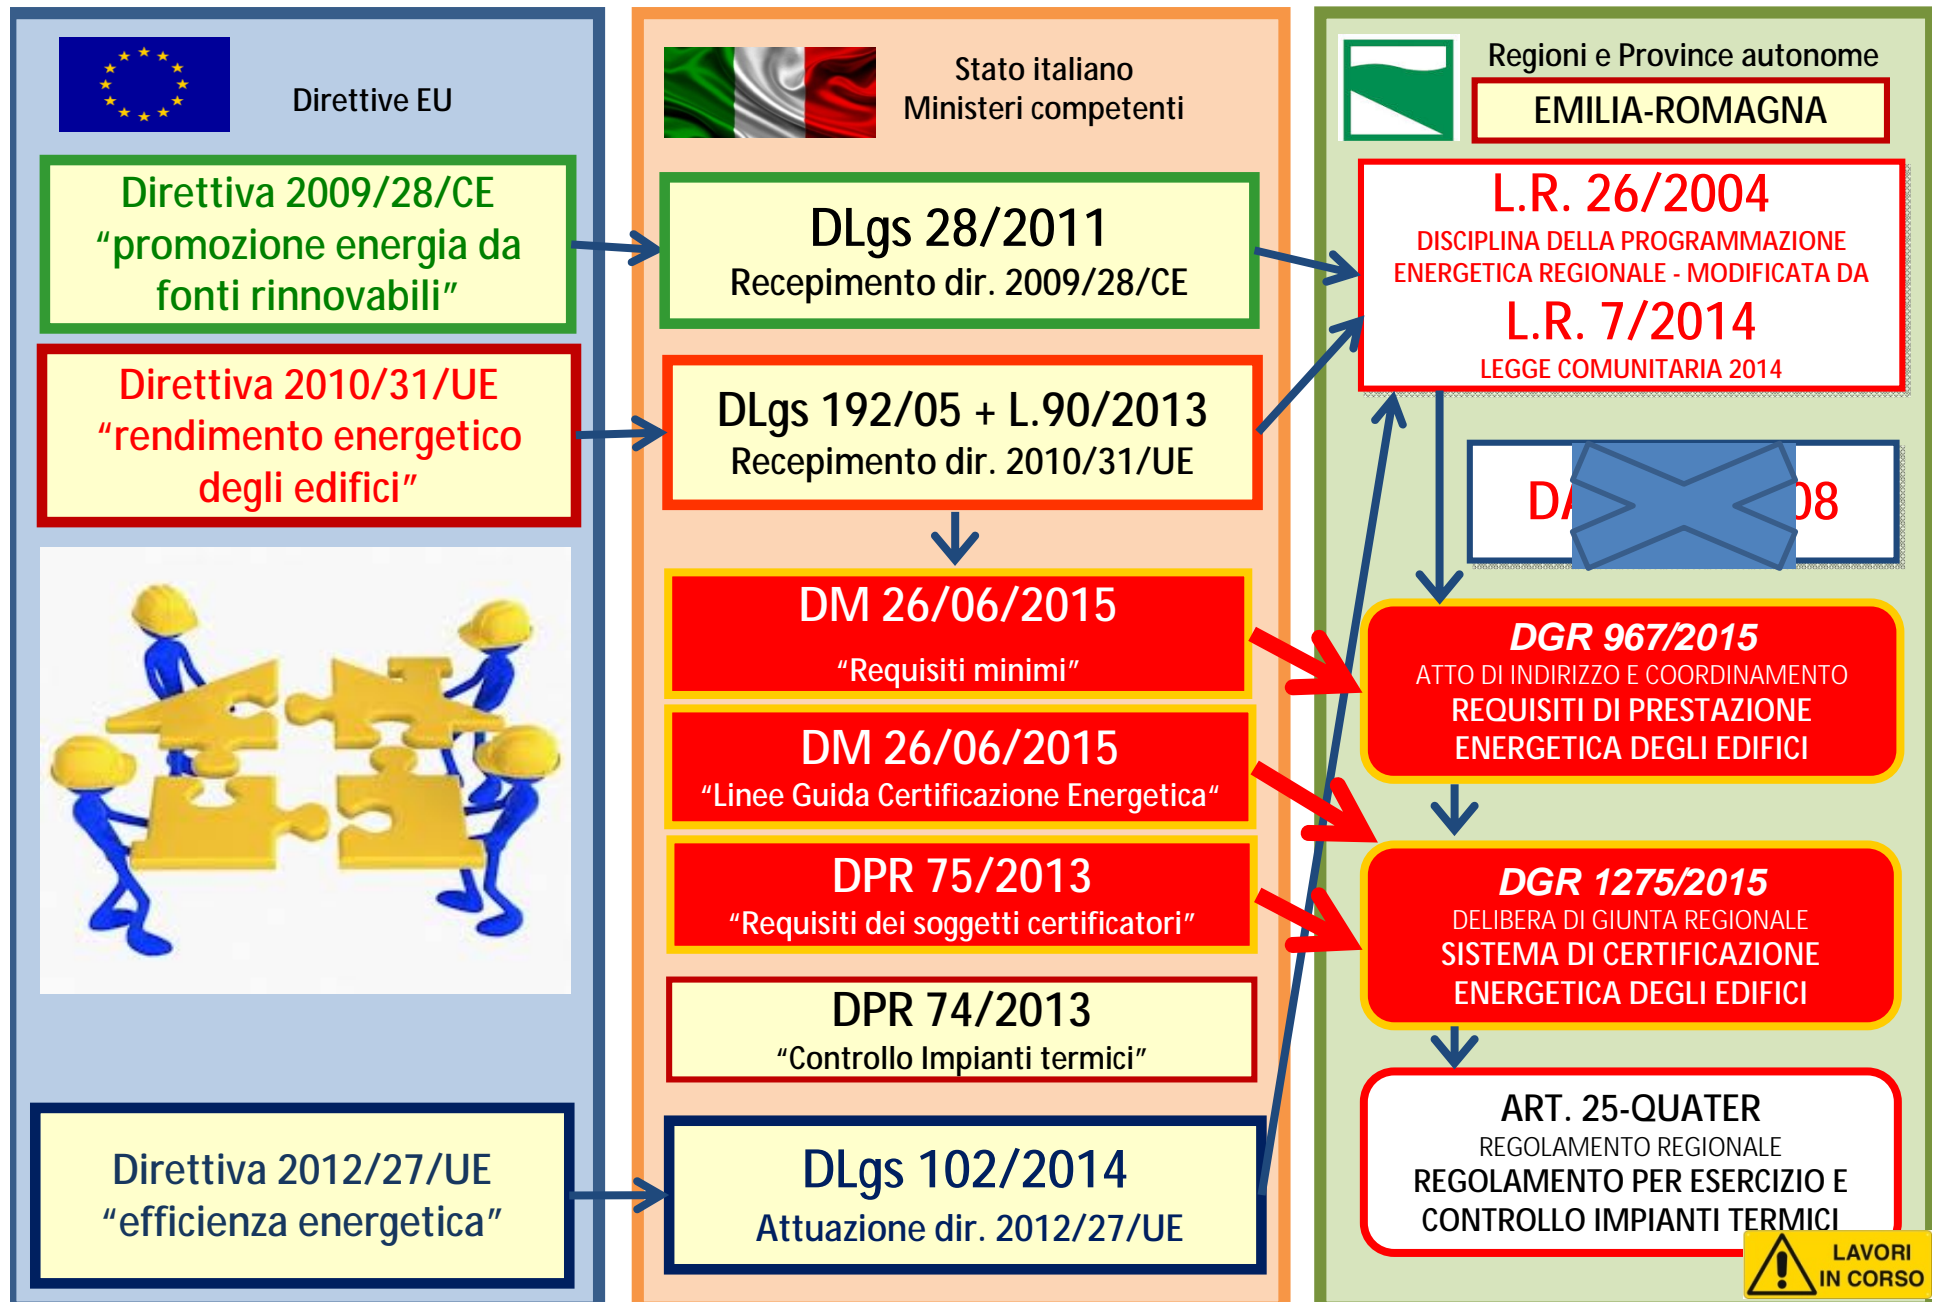 Direttive EU
Direttiva 2009/28/CE
“promozione energia da
fonti rinnovabili”
Direttiva 2010/31/UE
“rendimento energetico
degli edifici”
Direttiva 2012/27/UE
“efficienza energetica”
Stato italiano
Ministeri competenti
DLgs 28/2011
Recepimento dir. 2009/28/CE
DLgs 192/05 + L.90/2013
Recepimento dir. 2010/31/UE
DM 26/06/2015
“Requisiti minimi”
DM 26/06/2015
“Linee Guida Certificazione Energetica“
DPR 75/2013
“Requisiti dei soggetti certificatori”
DPR 74/2013
“Controllo Impianti termici”
DLgs 102/2014
Attuazione dir. 2012/27/UE
Regioni e Province autonome
EMILIA-ROMAGNA
L.R. 26/2004
DISCIPLINA DELLA PROGRAMMAZIONE
ENERGETICA REGIONALE - MODIFICATA DA
L.R. 7/2014
LEGGE COMUNITARIA 2014
DGR 967/2015
ATTO DI INDIRIZZO E COORDINAMENTO
REQUISITI DI PRESTAZIONE
ENERGETICA DEGLI EDIFICI
DGR 1275/2015
DELIBERA DI GIUNTA REGIONALE
SISTEMA DI CERTIFICAZIONE
ENERGETICA DEGLI EDIFICI
ART. 25-QUATER
REGOLAMENTO REGIONALE
REGOLAMENTO PER ESERCIZIO E
CONTROLLO IMPIANTI TERMICI
LAVORI
IN CORSO